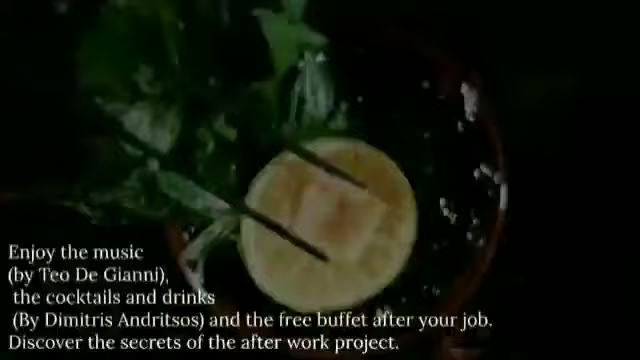 Enjoy the music
(by Teo De Gianni),
the cocktails and drinks
(By Dimitris Andritsos) and the free buffet after your job.
Discover the secrets of the after work project.